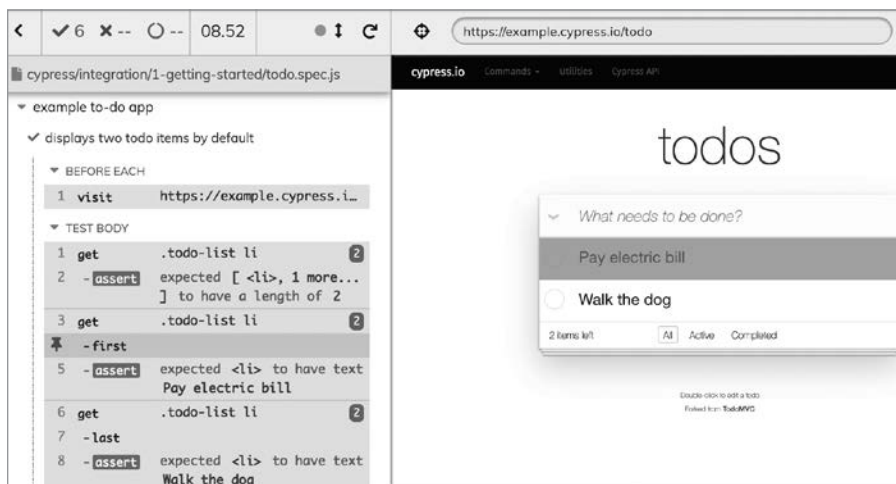 6 -- -- 08.52
https://example.cypress.io/todo
cypress/integration/1-getting-started/todo.spec.js
cypress.io Commands Utilities Cypress API
example to-do app
displays two todo items by default
BEFORE EACH
1 visit https://example.cypress.i…
TEST BODY
1 get .todo-list li 2
2 -assert expected [ <li>, 1 more...
] to have a length of 2
3 get .todo-list li 2
-first
5 -assert expected <li> to have text
Pay electric bill
6 get .todo-list li 2
7 -last
8 -assert expected <li> to have text
Walk the dog
todos
What needs to be done?
Pay electric bill
Walk the dog
2 items left All Active Completed
Double-click to edit a todo
Forked from TodoMVC